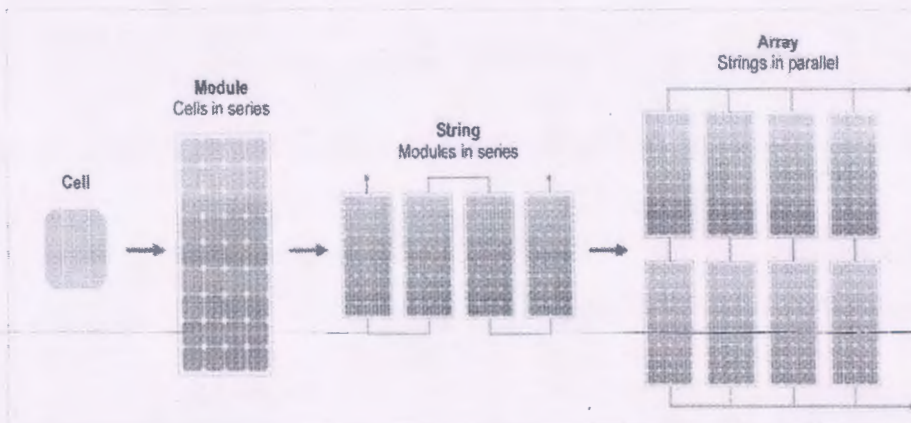 Cell
Module
Cells in series
String
Modules in series
Array
Strings in parallel